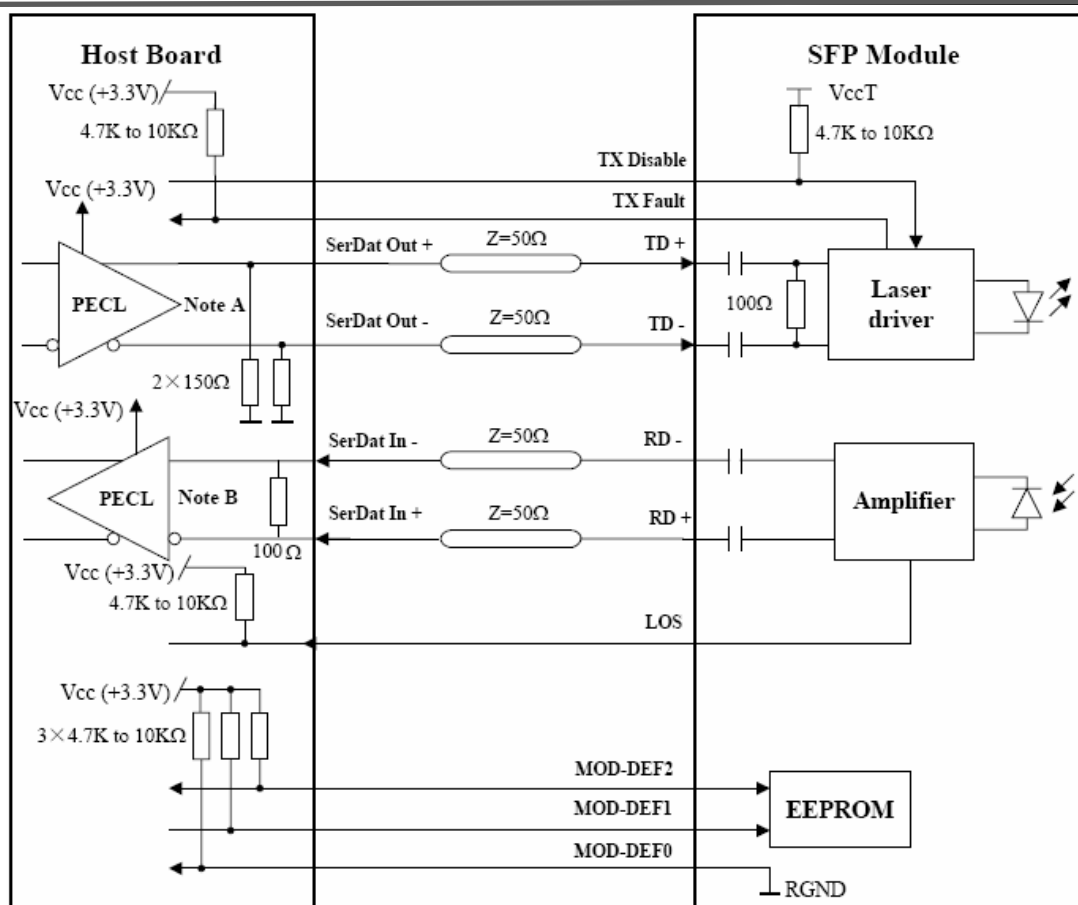 Host Board
SFP Module
Vcc (+3.3V)
4.7K to 10KΩ
VccT
4.7K to 10KΩ
TX Disable
Vcc (+3.3V)
TX Fault
SerDat Out +
Z=50Ω
TD +
PECL
Note A
100Ω
Laser
driver
SerDat Out -
Z=50Ω
TD -
2×150Ω
Vcc (+3.3V)
SerDat In -
Z=50Ω
RD -
PECL
Note B
Amplifier
SerDat In +
Z=50Ω
RD +
100Ω
Vcc (+3.3V)
4.7K to 10KΩ
LOS
Vcc (+3.3V)
3×4.7K to 10KΩ
MOD-DEF2
MOD-DEF1
EEPROM
MOD-DEF0
RGND